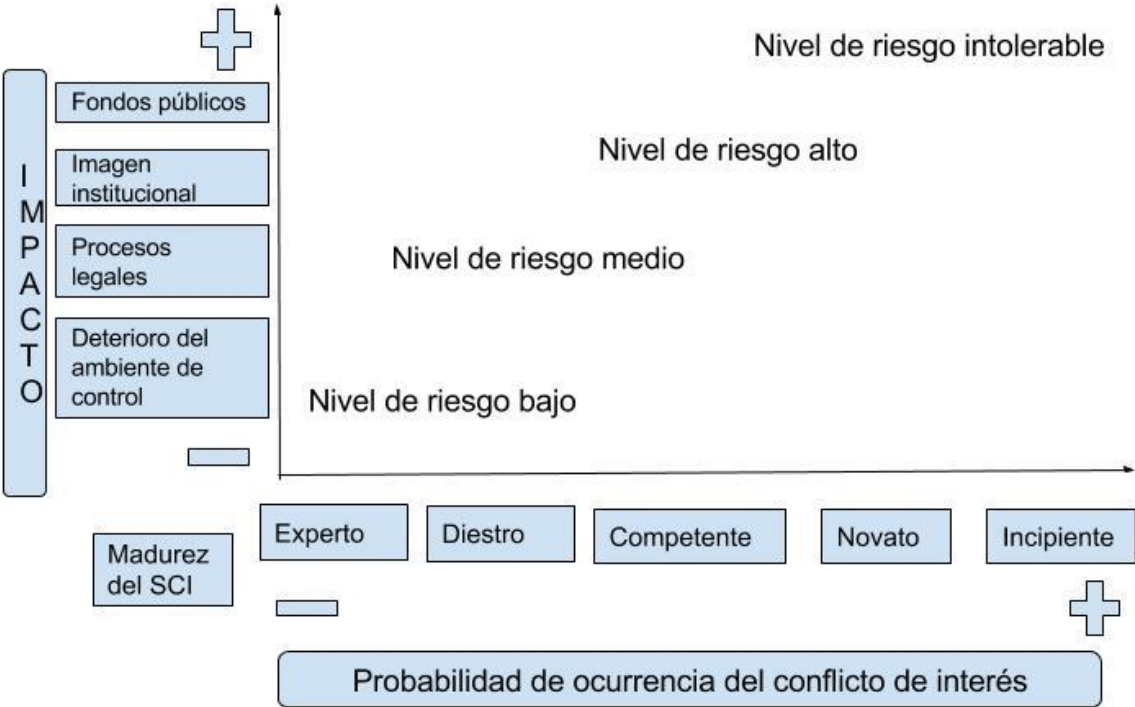 Nivel de riesgo intolerable
Fondos públicos
Nivel de riesgo alto
IMPACTO
Imagen
institucional
Procesos
legales
Nivel de riesgo medio
Deterioro del
ambiente de
control
Nivel de riesgo bajo
Madurez
del SCI
Experto
Diestro
Competente
Novato
Incipiente
Probabilidad de ocurrencia del conflicto de interés